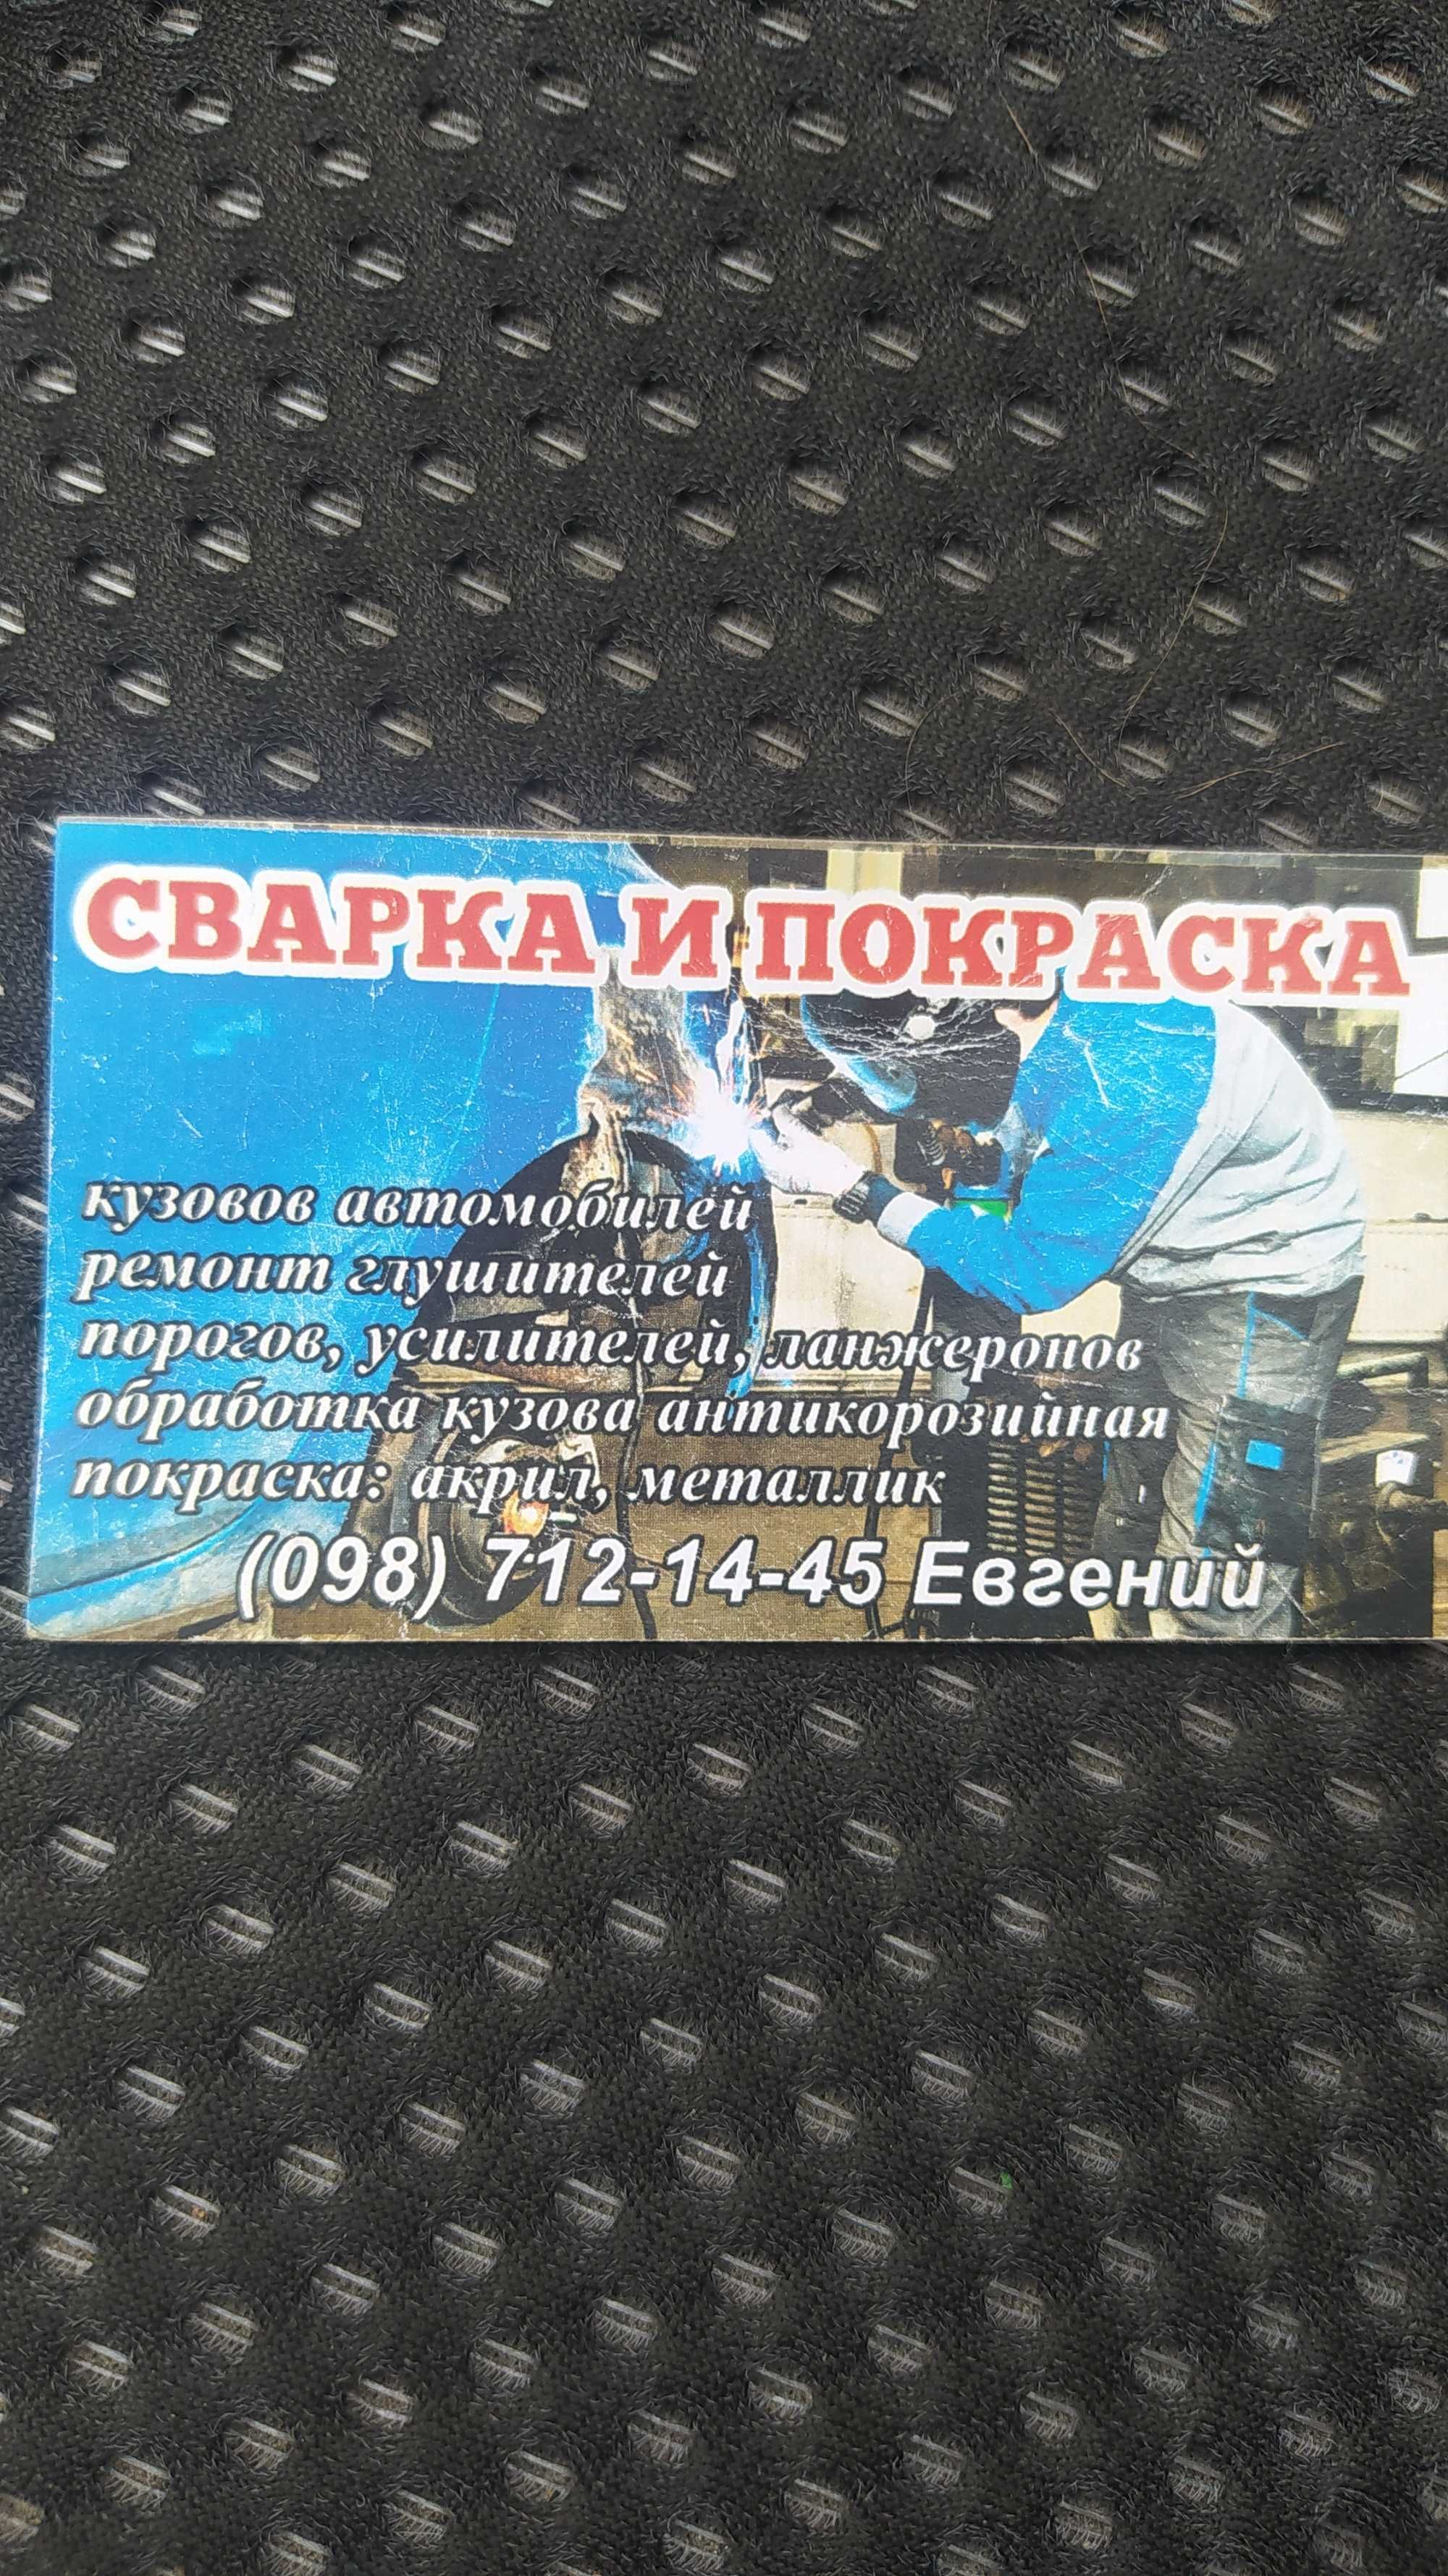 СВАРКА И ПОКРАСКА
кузовов автомобилей
ремонт глушителей
порогов, усилителей, ланжеронов
обработка кузова антикорозийная
покраска: акрил, металлик
(098) 712-14-45 Евгений